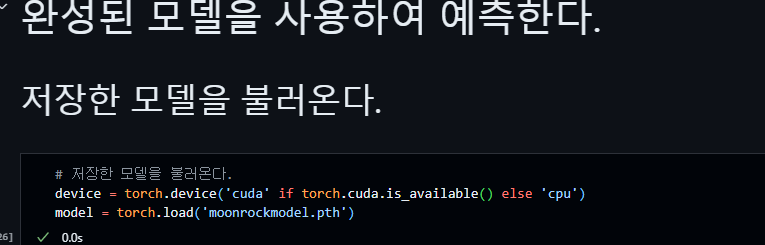 완성된 모델을 사용하여 예측한다.
저장한 모델을 불러온다.
# 저장한 모델을 불러온다.
device = torch.device('cuda' if torch.cuda.is_available() else 'cpu')
model = torch.load('moonrockmodel.pth')
26] 0.0s